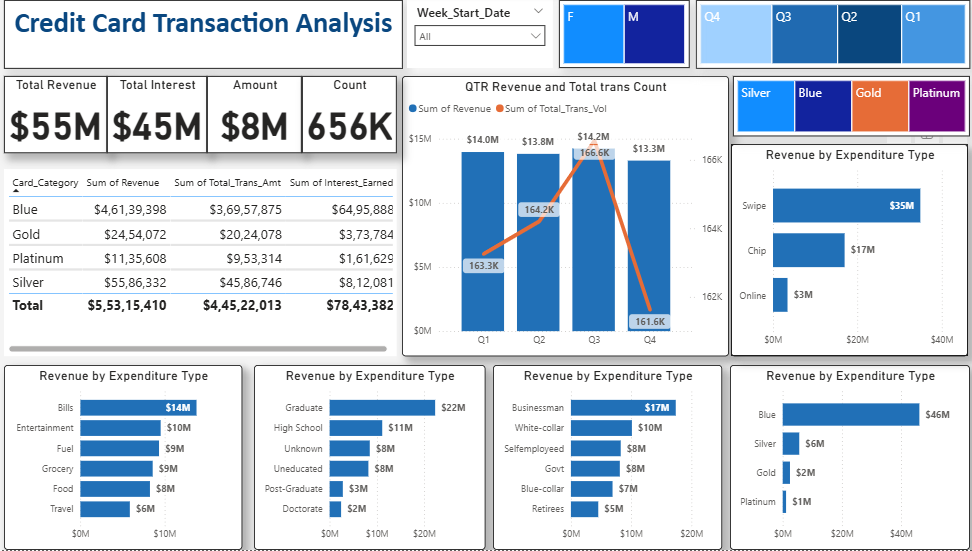 Credit Card Transaction Analysis
Week_Start_Date
All
F M
Q4 Q3 Q2 Q1
Total Revenue Total Interest Amount Count
$55M $45M $8M 656K
Silver Blue Gold Platinum
Card_Category Sum of Revenue Sum of Total_Trans_Amt Sum of Interest_Earned
Blue $4,61,39,398 $3,69,57,875 $64,95,888
Gold $24,54,072 $20,24,078 $3,73,784
Platinum $11,35,608 $9,53,314 $1,61,629
Silver $55,86,332 $45,86,746 $8,12,081
Total $5,53,15,410 $4,45,22,013 $78,43,382
QTR Revenue and Total trans Count
Sum of Revenue Sum of Total_Trans_Vol
$15M $14.0M $13.8M $14.2M $13.3M 166K
166.6K
$10M 164.2K 164K
$5M 163.3K
162K
161.6K
$0M
Q1 Q2 Q3 Q4
Revenue by Expenditure Type
Swipe $35M
Chip $17M
Online $3M
$0M $20M $40M
Revenue by Expenditure Type
Bills $14M
Entertainment $10M
Fuel $9M
Grocery $9M
Food $8M
Travel $6M
$0M $10M
Revenue by Expenditure Type
Graduate $22M
High School $11M
Unknown $8M
Uneducated $8M
Post-Graduate $3M
Doctorate $2M
$0M $10M $20M
Revenue by Expenditure Type
Businessman $17M
White-collar $10M
Selfemployeed $8M
Govt $8M
Blue-collar $7M
Retirees $5M
$0M $10M $20M
Revenue by Expenditure Type
Blue $46M
Silver $6M
Gold $2M
Platinum $1M
$0M $20M $40M